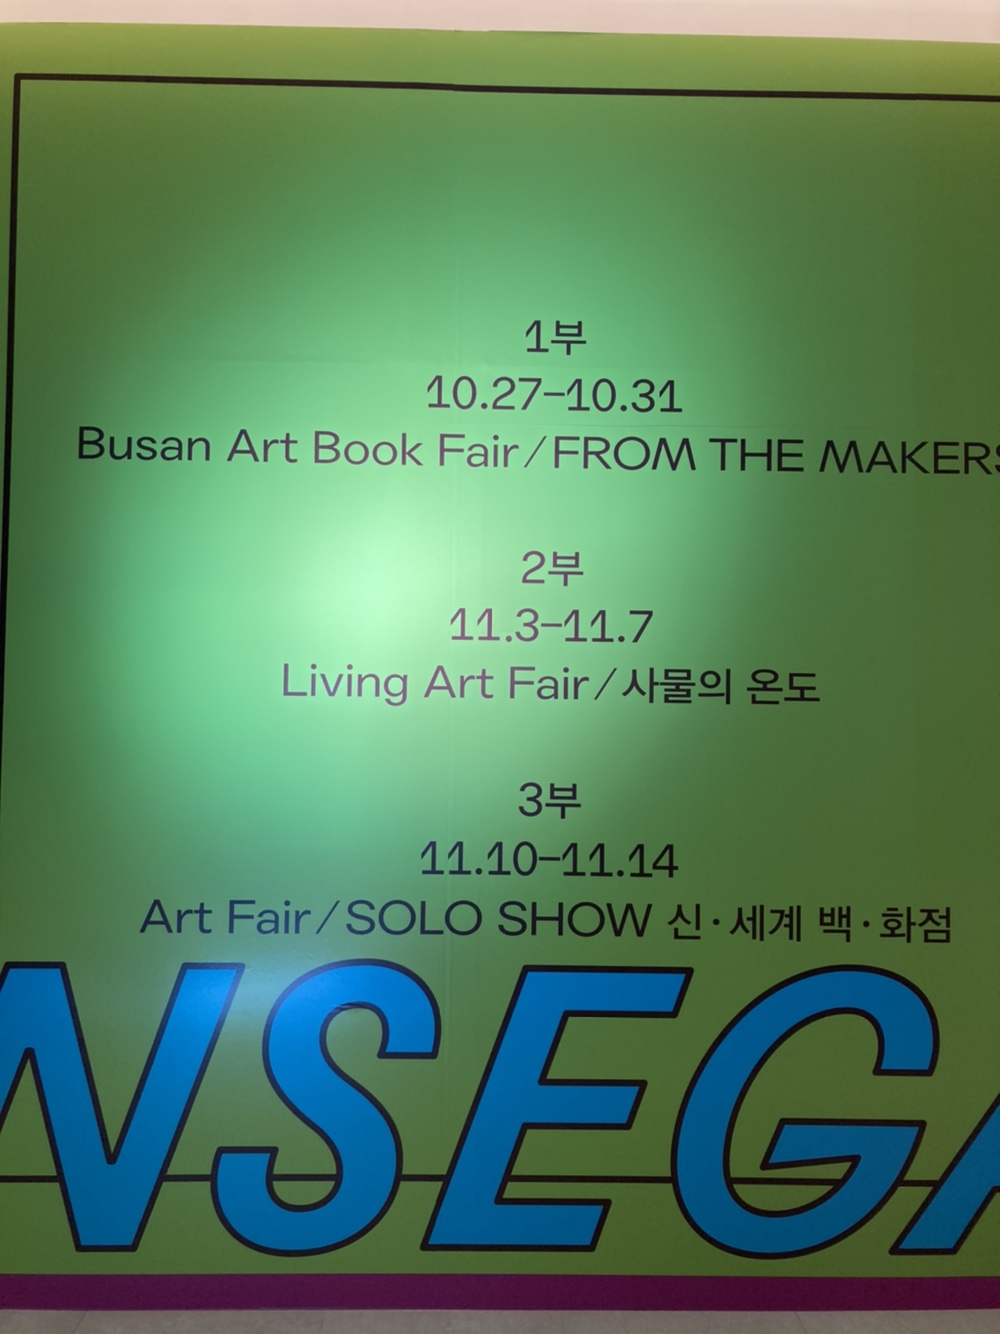 1부
10.27–10.31
Busan Art Book Fair/FROM THE MAKERS
2부
11.3–11.7
Living Art Fair/사물의 온도
3부
11.10–11.14
Art Fair/SOLO SHOW 신·세계 백·화점
NSEGA